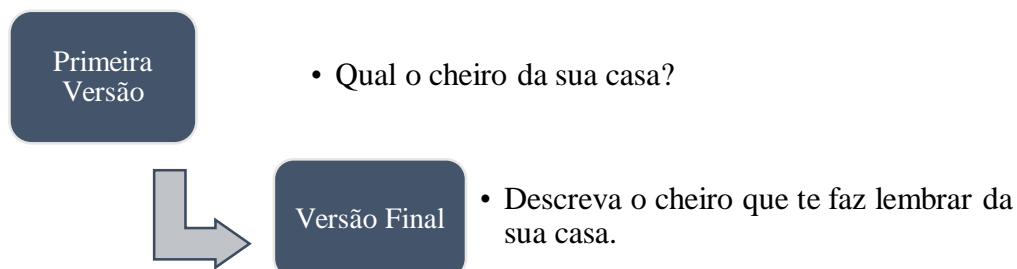 Primeira
Versão
• Qual o cheiro da sua casa?
Versão Final
• Descreva o cheiro que te faz lembrar da
sua casa.